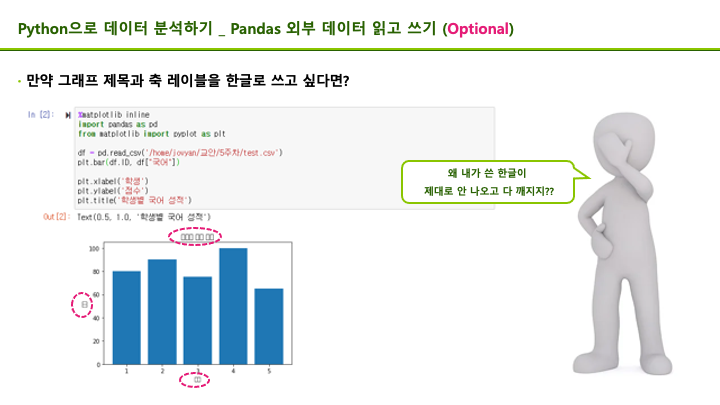 Python으로 데이터 분석하기 _ Pandas 외부 데이터 읽고 쓰기 (Optional)
· 만약 그래프 제목과 축 레이블을 한글로 쓰고 싶다면?
In [2]:
%matplotlib inline
import pandas as pd
from matplotlib import pyplot as plt
df = pd.read_csv('/home/jovyan/교안/5주차/test.csv')
plt.bar(df.ID, df["국어"])
plt.xlabel('학생')
plt.ylabel('점수')
plt.title('학생별 국어 성적')
왜 내가 쓴 한글이
제대로 안 나오고 다 깨지지??
Out[2]: Text(0.5, 1.0, '학생별 국어 성적')
□□□ □□ □□
100
80
60
□□
40
20
0
1 2 3 4 5
□□